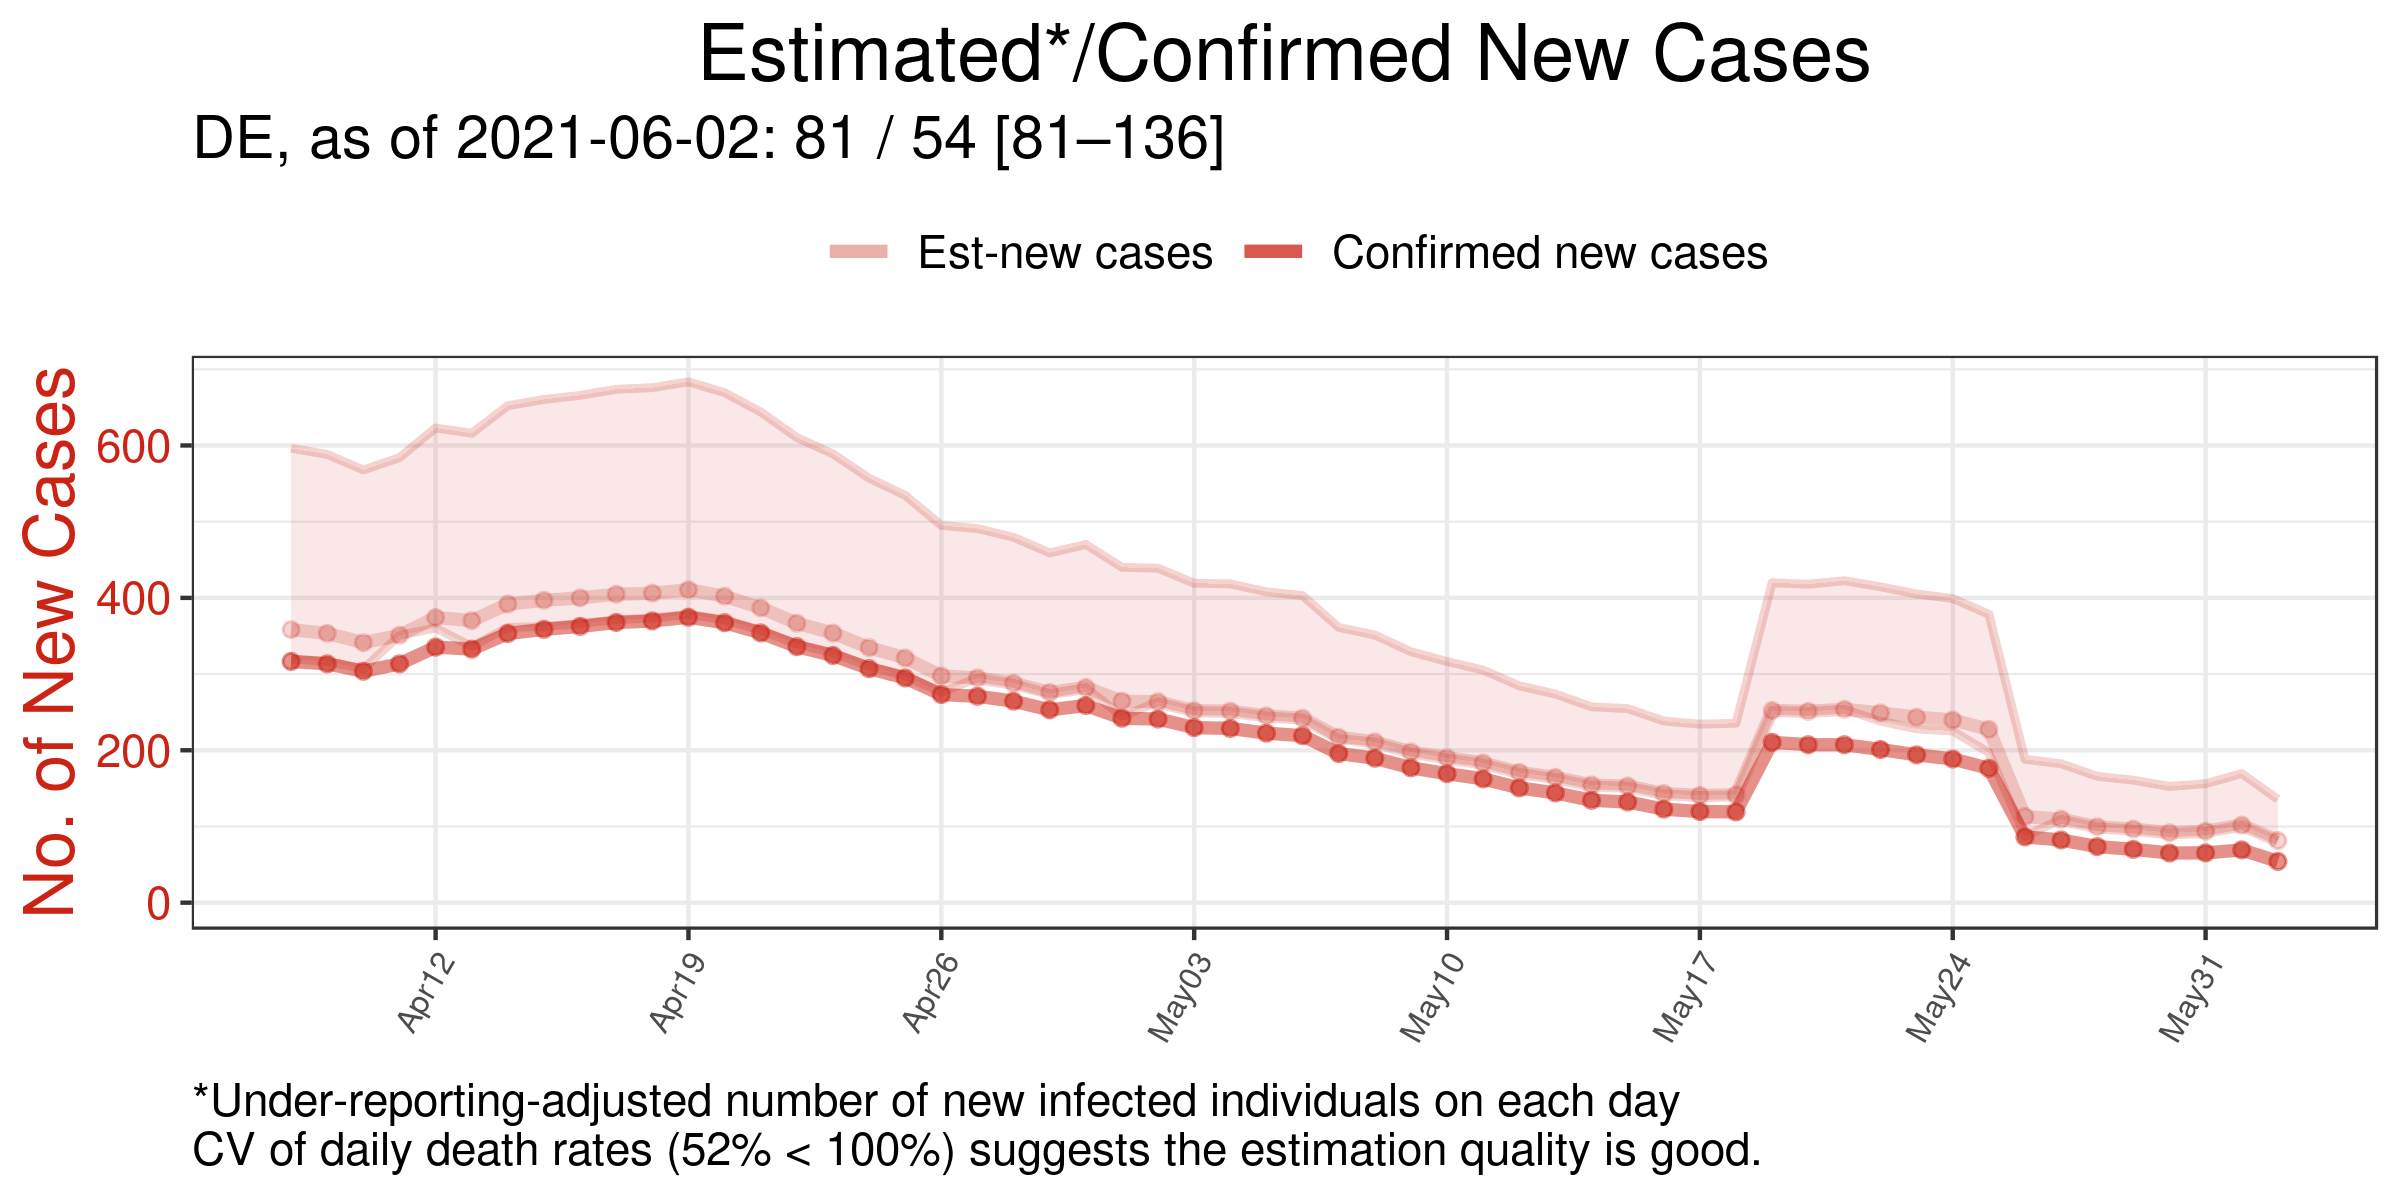 Estimated*/Confirmed New Cases
DE, as of 2021-06-02: 81 / 54 [81–136]
Est-new cases
Confirmed new cases
No. of New Cases
600
400
200
0
Apr12
Apr19
Apr26
May03
May10
May17
May24
May31
*Under-reporting-adjusted number of new infected individuals on each day
CV of daily death rates (52% < 100%) suggests the estimation quality is good.